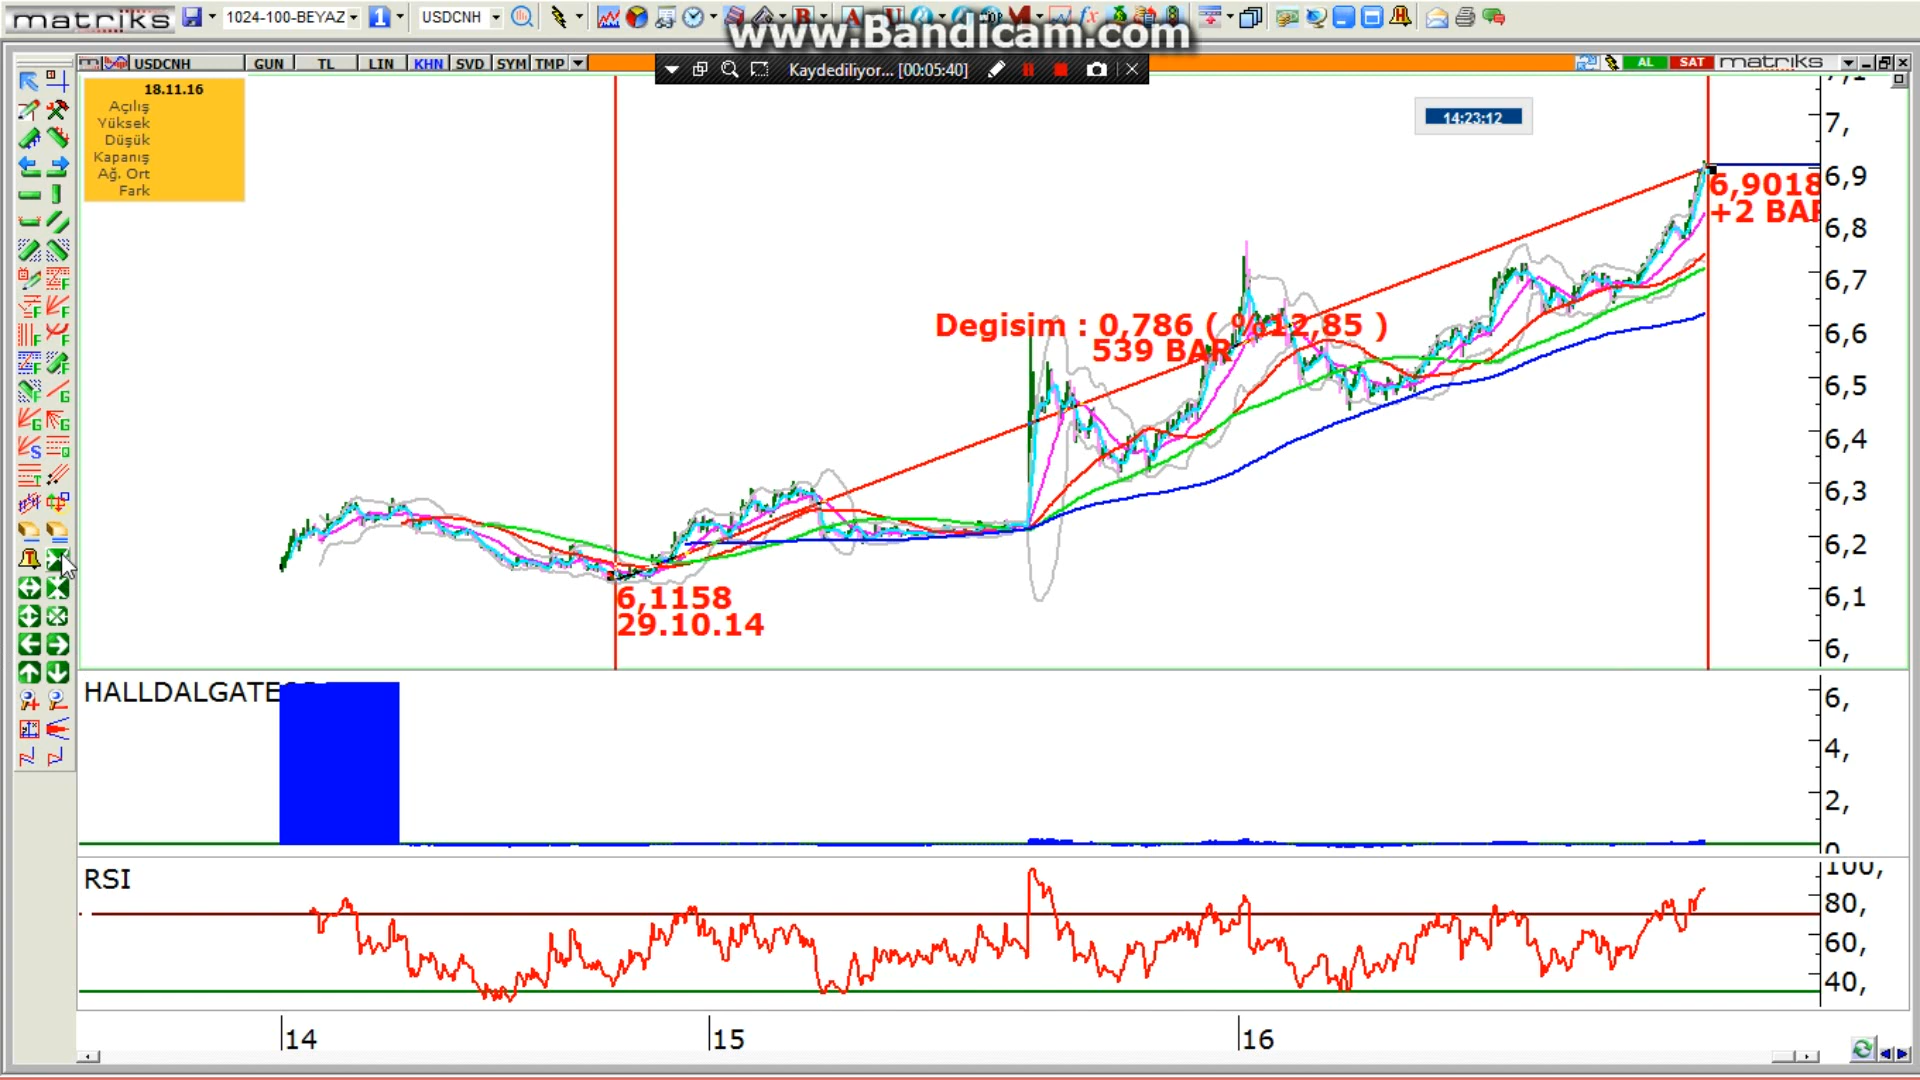 matriks
1024-100-BEYAZ
1
USDCNH
www.Bandicam.com
USDCNH
GUN
TL
LIN
KHN
SVD
SYM
TMP
Kaydediliyor... [00:05:40]
AL
SAT
matriks
18.11.16
Açılış
Yüksek
Düşük
Kapanış
Ağ. Ort
Fark
14:23:12
7,
6,9
6,8
6,7
6,6
6,5
6,4
6,3
6,2
6,1
6,
6,9018
+2 BAR
Degisim : 0,786 ( %12,85 )
539 BAR
6,1158
29.10.14
HALLDALGATE
6,
4,
2,
0
RSI
100,
80,
60,
40,
14
15
16